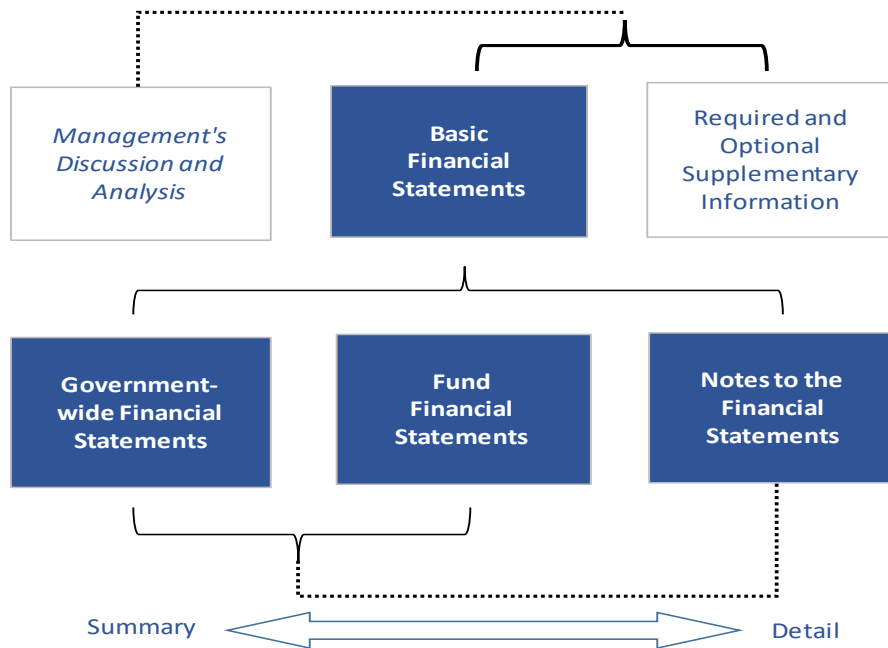 Management's
Discussion and
Analysis
Basic
Financial
Statements
Required and
Optional
Supplementary
Information
Government-
wide Financial
Statements
Fund
Financial
Statements
Notes to the
Financial
Statements
Summary
Detail